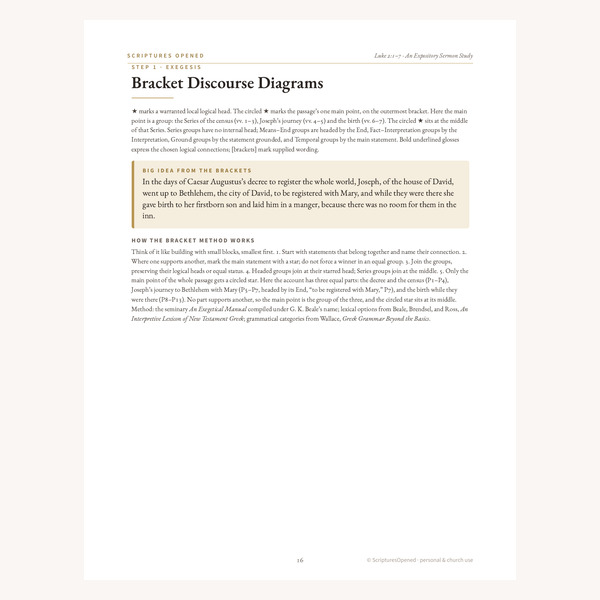 SCRIPTURES OPENED
Luke 2:1–7 · An Expository Sermon Study
STEP 1 · EXEGESIS
Bracket Discourse Diagrams
★ marks a warranted local logical head. The circled ★ marks the passage's one main point, on the outermost bracket. Here the main
point is a group: the Series of the census (vv. 1–3), Joseph's journey (vv. 4–5) and the birth (vv. 6–7). The circled ★ sits at the middle
of that Series. Series groups have no internal head; Means–End groups are headed by the End, Fact–Interpretation groups by the
Interpretation, Ground groups by the statement grounded, and Temporal groups by the main statement. Bold underlined glosses
express the chosen logical connections; [brackets] mark supplied wording.
BIG IDEA FROM THE BRACKETS
In the days of Caesar Augustus's decree to register the whole world, Joseph, of the house of David,
went up to Bethlehem, the city of David, to be registered with Mary, and while they were there she
gave birth to her firstborn son and laid him in a manger, because there was no room for them in the
inn.
HOW THE BRACKET METHOD WORKS
Think of it like building with small blocks, smallest first. 1. Start with statements that belong together and name their connection. 2.
Where one supports another, mark the main statement with a star; do not force a winner in an equal group. 3. Join the groups,
preserving their logical heads or equal status. 4. Headed groups join at their starred head; Series groups join at the middle. 5. Only the
main point of the whole passage gets a circled star. Here the account has three equal parts: the decree and the census (P1–P4),
Joseph's journey to Bethlehem with Mary (P5–P7, headed by its End, "to be registered with Mary," P7), and the birth while they
were there (P8–P13). No part supports another, so the main point is the group of the three, and the circled star sits at its middle.
Method: the seminary An Exegetical Manual compiled under G. K. Beale's name; lexical options from Beale, Brendsel, and Ross, An
Interpretive Lexicon of New Testament Greek; grammatical categories from Wallace, Greek Grammar Beyond the Basics.
16
© ScripturesOpened · personal & church use